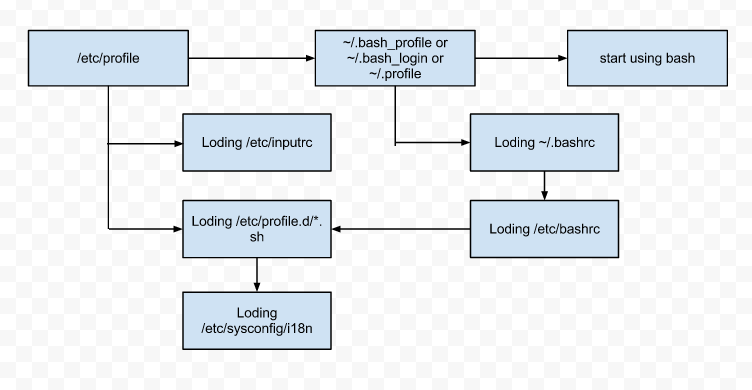 /etc/profile
~/.bash_profile or
~/.bash_login or
~/.profile
start using bash
Loding /etc/inputrc
Loding ~/.bashrc
Loding /etc/profile.d/*.
sh
Loding /etc/bashrc
Loding
/etc/sysconfig/i18n